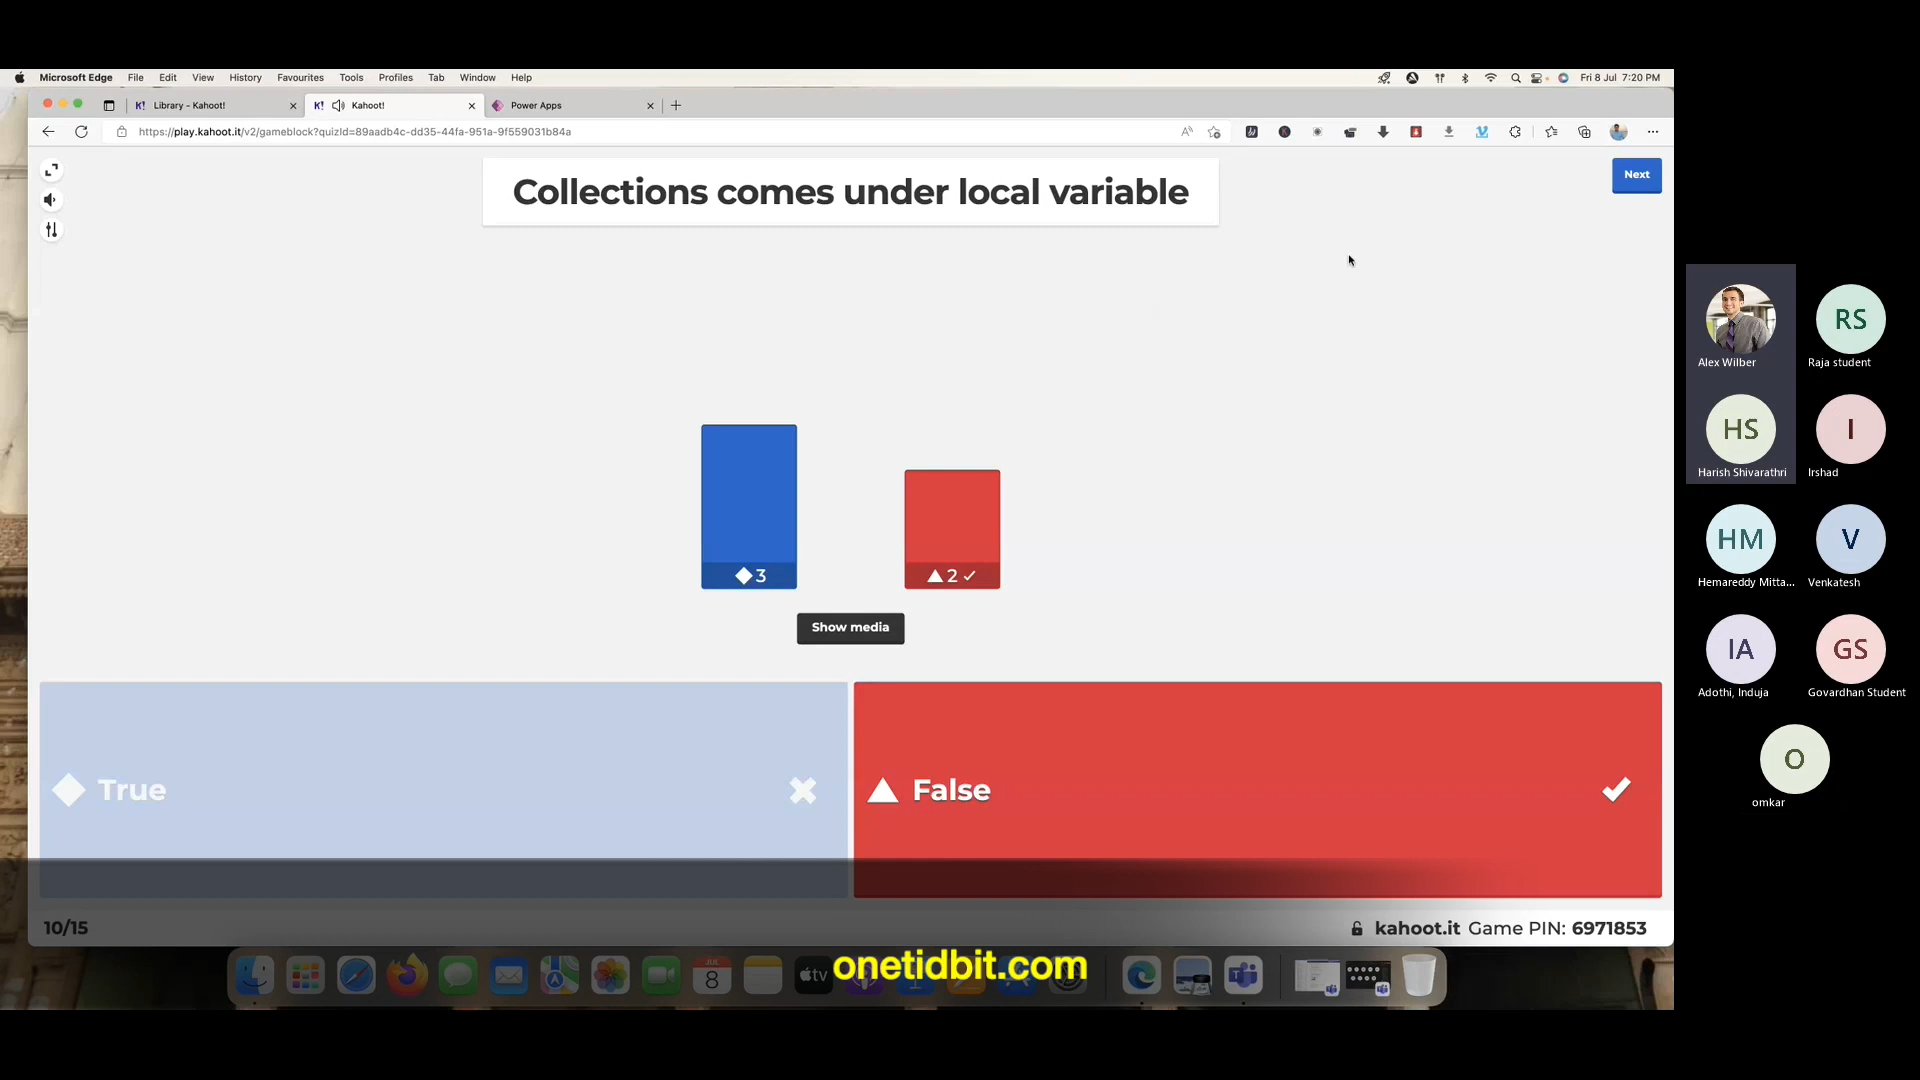 Microsoft Edge File Edit View History Favourites Tools Profiles Tab Window Help Fri 8 Jul 7:20 PM
K! Library - Kahoot! K! Kahoot! Power Apps
https://play.kahoot.it/v2/gameblock?quizId=89aadb4c-dd35-44fa-951a-9f559031b84a
Collections comes under local variable
Next
3
2
Show media
True
False
10/15
kahoot.it Game PIN: 6971853
JUL
8
tv
onetidbit.com
Alex Wilber
RS
Raja student
HS
Harish Shivarathri
I
Irshad
HM
Hemareddy Mitta...
V
Venkatesh
IA
Adothi, Induja
GS
Govardhan Student
O
omkar